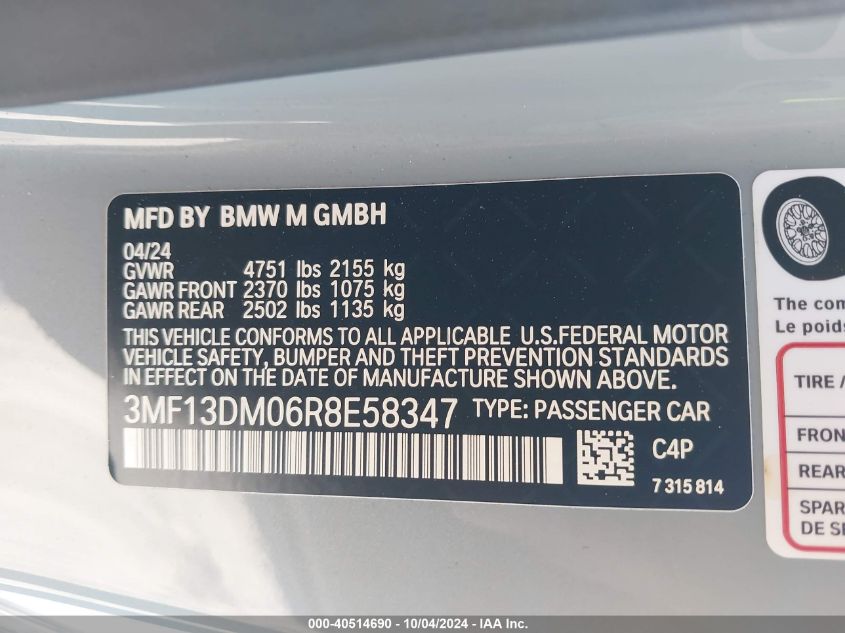 MFD BY BMW M GMBH
04/24
GVWR 4751 lbs 2155 kg
GAWR FRONT 2370 lbs 1075 kg
GAWR REAR 2502 lbs 1135 kg
THIS VEHICLE CONFORMS TO ALL APPLICABLE U.S.FEDERAL MOTOR
VEHICLE SAFETY, BUMPER AND THEFT PREVENTION STANDARDS
IN EFFECT ON THE DATE OF MANUFACTURE SHOWN ABOVE.
3MF13DM06R8E58347 TYPE: PASSENGER CAR
C4P
7 315 814
The com
Le poids
TIRE /
FRON
REAR
SPAR
DE SE
000-40514690 - 10/04/2024 - IAA Inc.